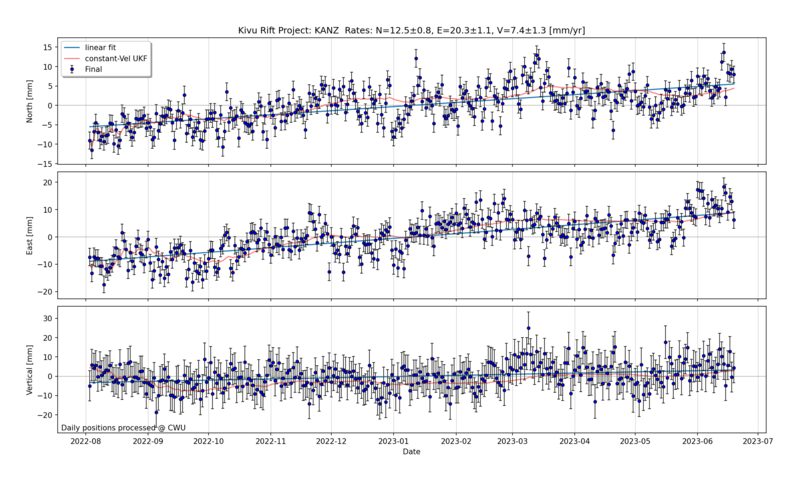 Kivu Rift Project: KANZ  Rates: N=12.5±0.8, E=20.3±1.1, V=7.4±1.3 [mm/yr]
linear fit
constant-Vel UKF
Final
North [mm]
15
10
5
0
−5
−10
−15
East [mm]
20
10
0
−10
−20
Vertical [mm]
30
20
10
0
−10
−20
Daily positions processed @ CWU
2022-08 2022-09 2022-10 2022-11 2022-12 2023-01 2023-02 2023-03 2023-04 2023-05 2023-06 2023-07
Date